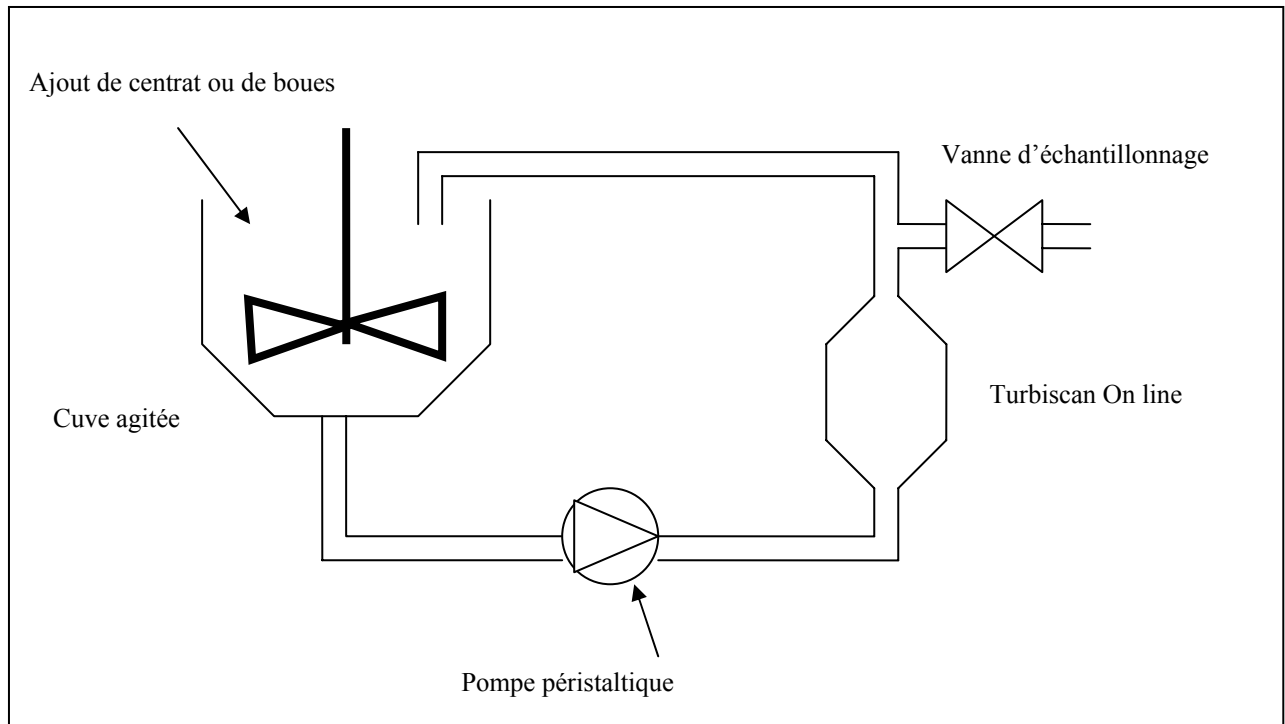 Ajout de centrat ou de boues
Vanne d’échantillonnage
Turbiscan On line
Cuve agitée
Pompe péristaltique